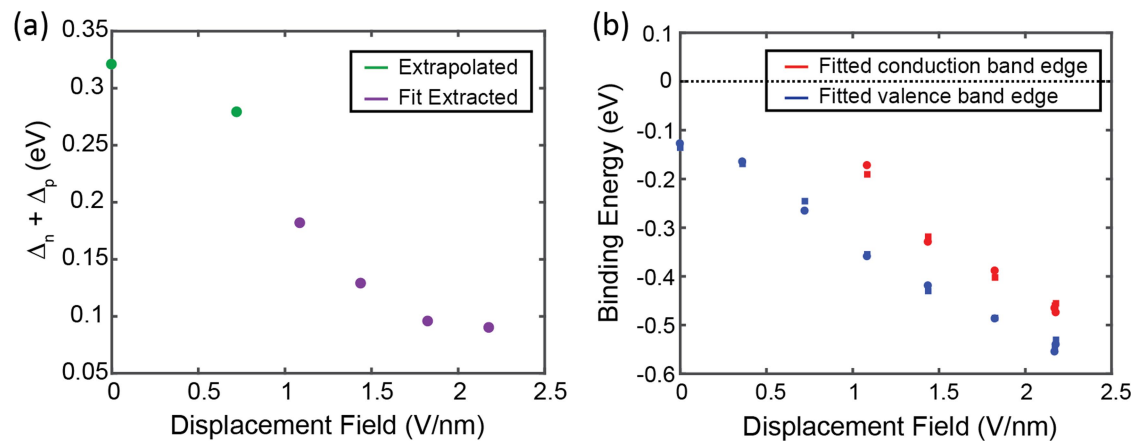 (a)
0.35
0.3
0.25
0.2
0.15
0.1
0.05
Δn + Δp (eV)
Extrapolated
Fit Extracted
0 0.5 1 1.5 2 2.5
Displacement Field (V/nm)
(b)
0.1
0
-0.1
-0.2
-0.3
-0.4
-0.5
-0.6
Binding Energy (eV)
Fitted conduction band edge
Fitted valence band edge
0 0.5 1 1.5 2 2.5
Displacement Field (V/nm)